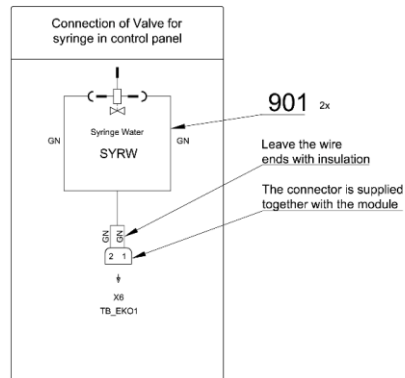 Connection of Valve for
syringe in control panel
901 2x
GN
Syringe Water
GN
SYRW
Leave the wire
ends with insulation
The connector is supplied
together with the module
GN
GN
2 1
X6
TB_EKO1